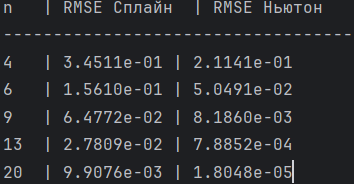 n | RMSE Сплайн | RMSE Ньютон
-----------------------------------
4 | 3.4511e-01 | 2.1141e-01
6 | 1.5610e-01 | 5.0491e-02
9 | 6.4772e-02 | 8.1860e-03
13 | 2.7809e-02 | 7.8852e-04
20 | 9.9076e-03 | 1.8048e-05